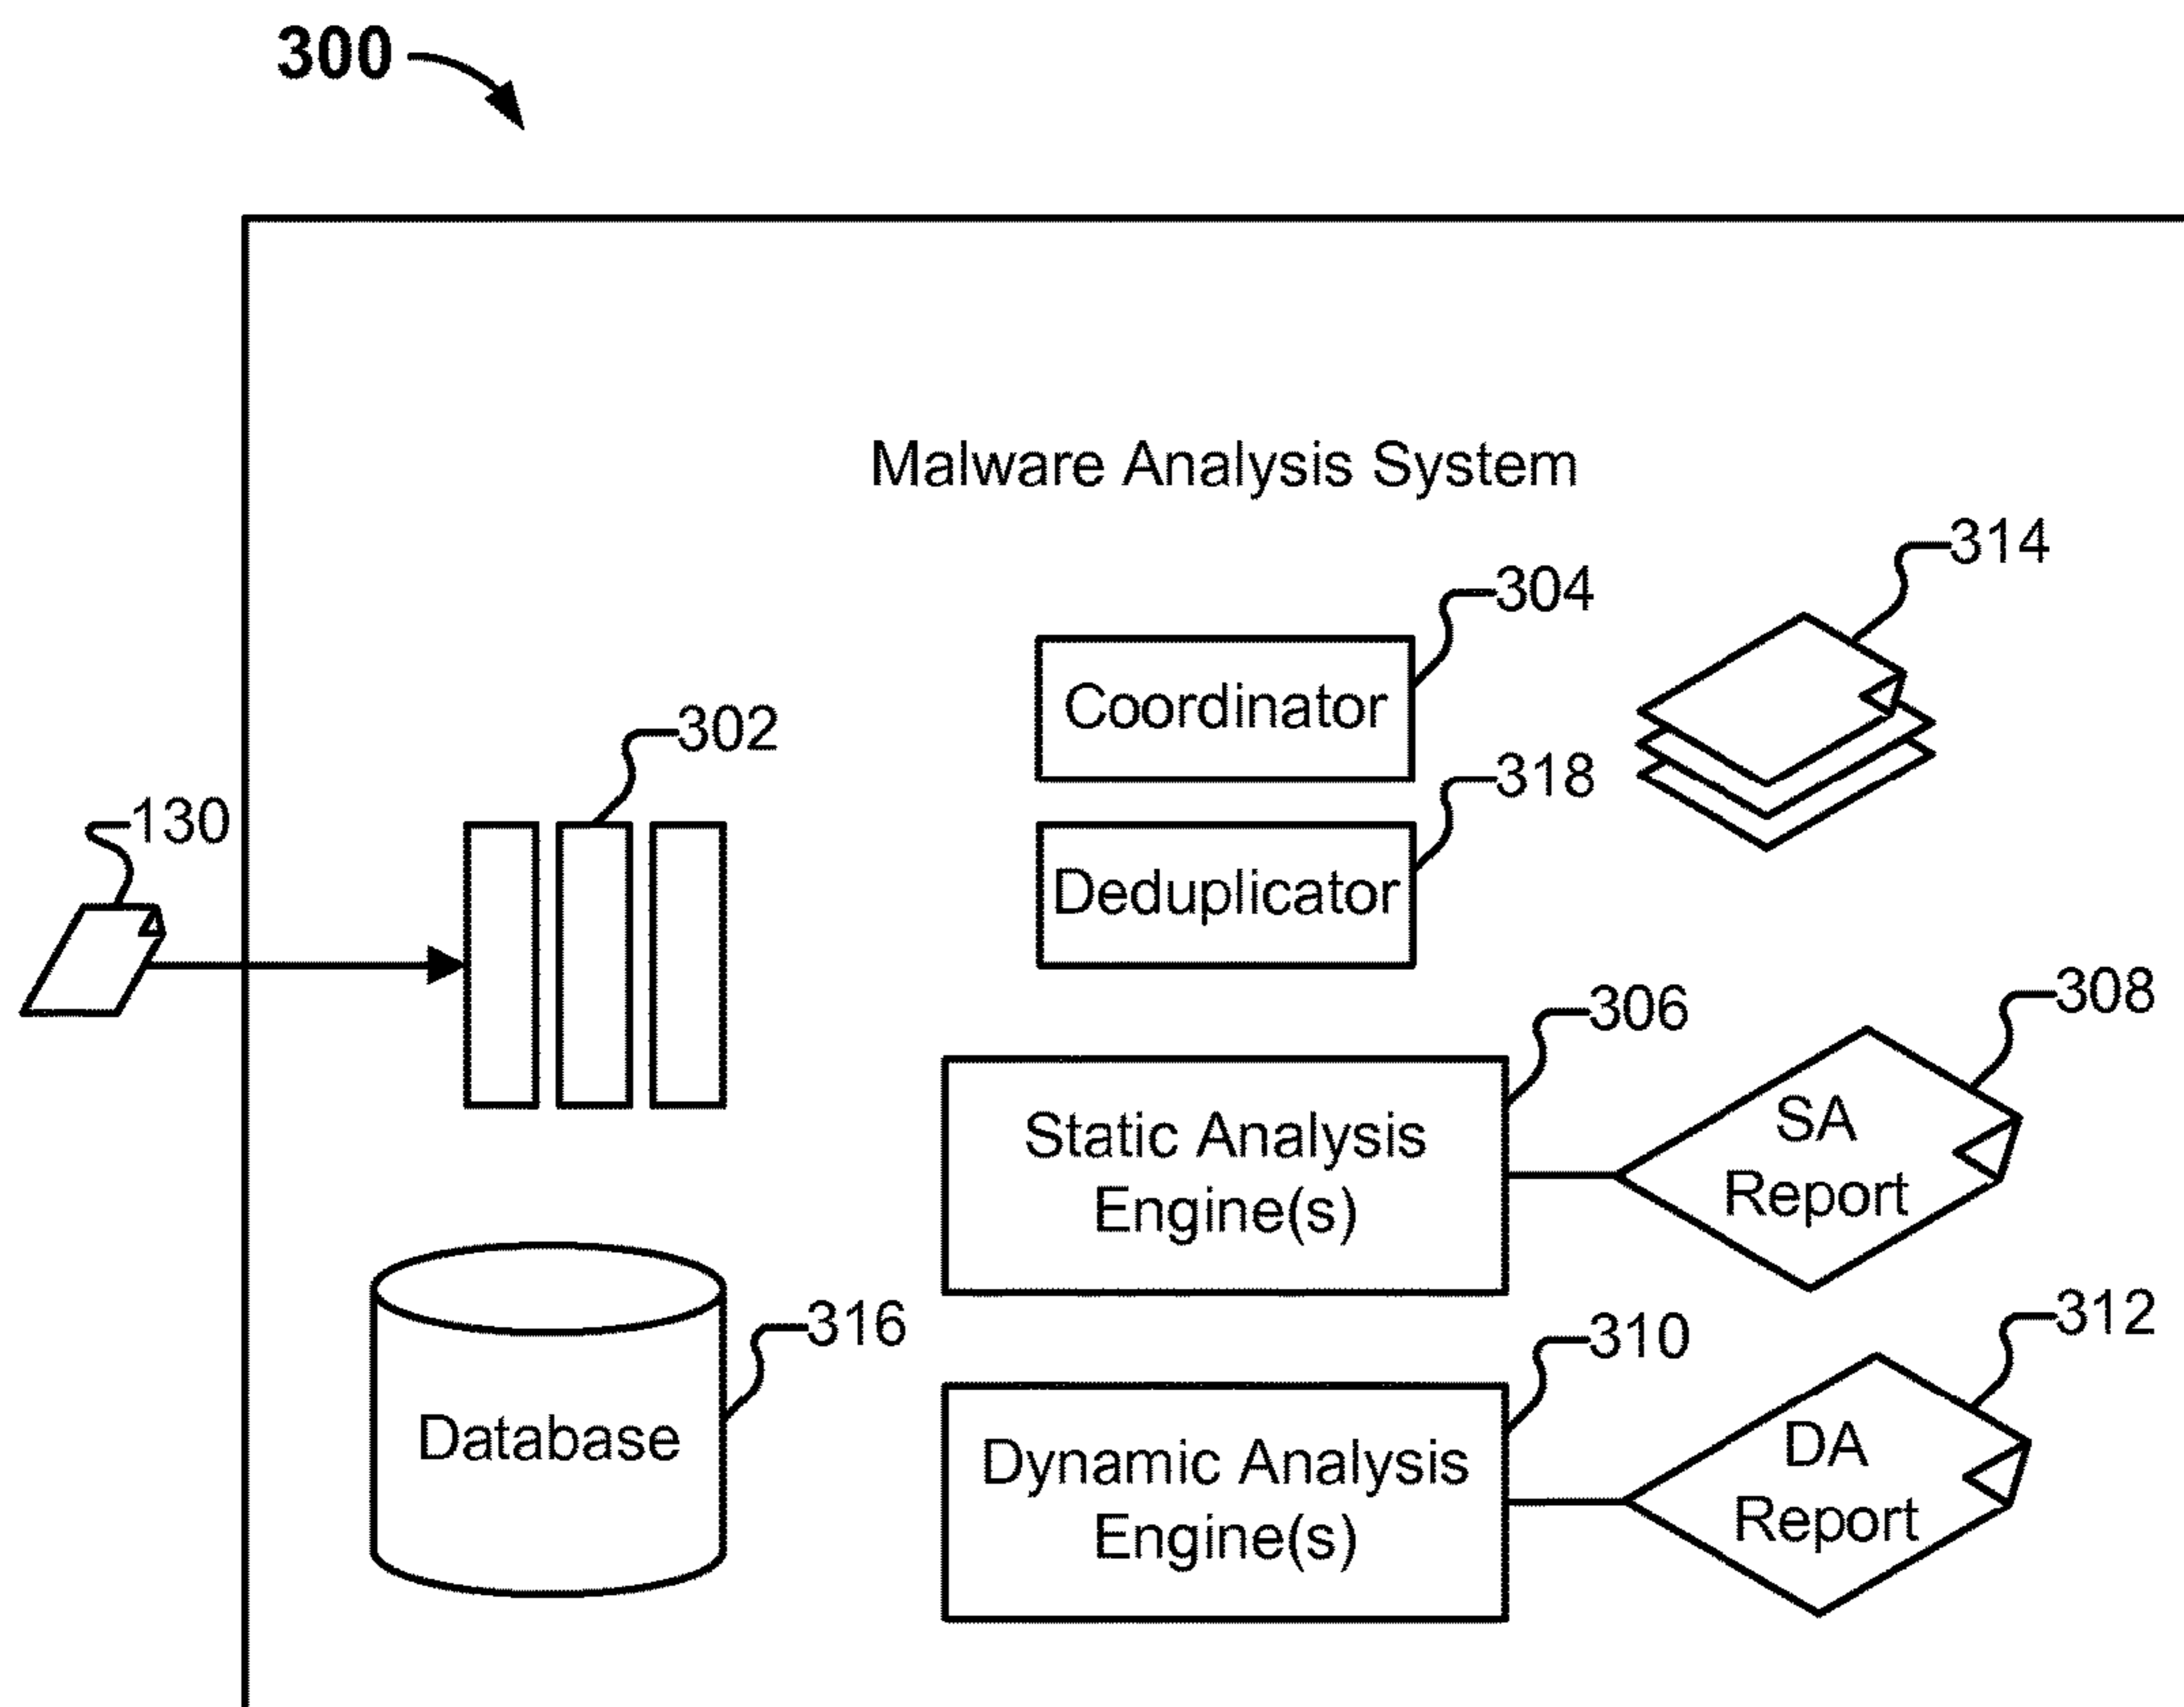 300
Malware Analysis System
314
304
Coordinator
302
318
130
Deduplicator
308
306
SA
Static Analysis
Report
Engine(s)
316
312
310
DA
Database
Dynamic Analysis
Report
Engine(s)